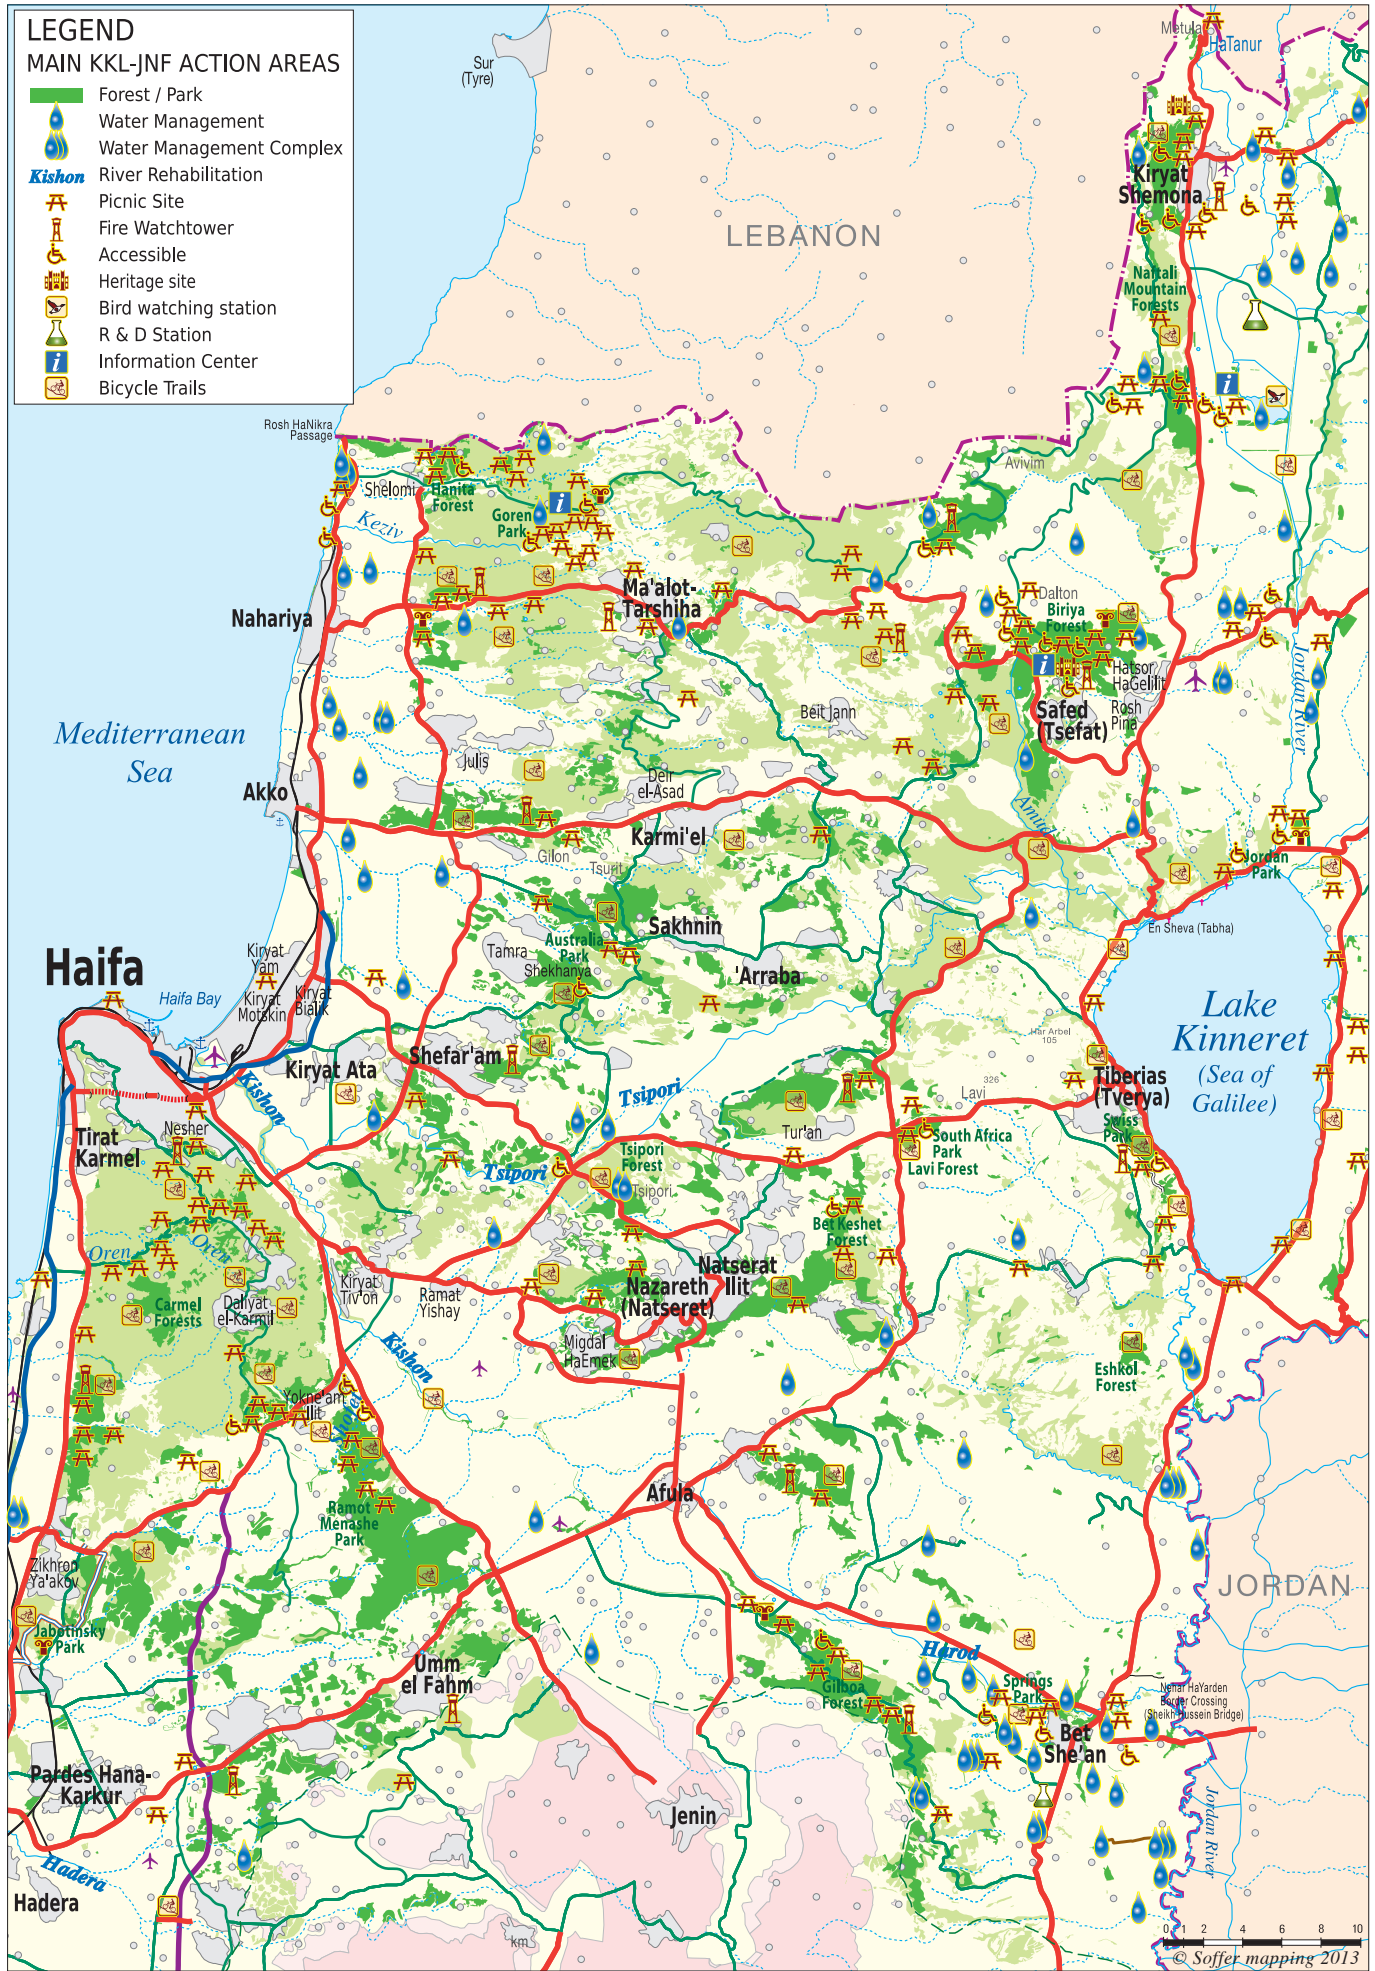 LEGEND
MAIN KKL-JNF ACTION AREAS
Forest / Park
Water Management
Water Management Complex
Kishon River Rehabilitation
Picnic Site
Fire Watchtower
Accessible
Heritage site
Bird watching station
R & D Station
i Information Center
Bicycle Trails
Sur
(Tyre)
Metula
HaTanur
LEBANON
Kiryat
Shemona
Naftali
Mountain
Forests
i
Rosh HaNikra
Passage
Shelomi
Hanita
Forest
Goren
Park
i
Keziv
Avivim
Nahariya
Ma'alot-
Tarshiha
Dalton
Biriya
Forest
i
Hatsor
HaGelilit
Safed
(Tsefat)
Rosh
Pina
Jordan River
Beit Jann
Mediterranean
Sea
Julis
Deir
el-Asad
Akko
Karmi'el
Amud
Gilon
Tsurit
Jordan
Park
En Sheva (Tabha)
Sakhnin
Australia
Park
Tamra
Shekhanya
'Arraba
Haifa
Kiryat
Yam
Kiryat
Motskin
Kiryat
Bialik
Haifa Bay
Lake
Kinneret
(Sea of
Galilee)
Har Arbel
105
Shefar'am
Kiryat Ata
Kishon
Tsipori
Tiberias
(Tverya)
Lavi
326
Swiss
Park
Tirat
Karmel
Nesher
Tur'an
South Africa
Park
Lavi Forest
Tsipori
Tsipori
Forest
Tsipori
Bet Keshet
Forest
Oren
Oren
Natserat
Illit
Nazareth
(Natseret)
Kiryat
Tiv'on
Ramat
Yishay
Carmel
Forests
Daliyat
el-Karmil
Migdal
HaEmek
Kishon
Eshkol
Forest
Yokne'am
Illit
Afula
Ramot
Menashe
Park
Zikhron
Ya'akov
JORDAN
Jabotinsky
Park
Harod
Umm
el Fahm
Gilboa
Forest
Springs
Park
Nehar HaYarden
Border Crossing
(Sheikh Hussein Bridge)
Bet
She'an
Pardes Hana-
Karkur
Jenin
Jordan River
Hadera
Hadera
km
0 1 2 4 6 8 10
© Soffer mapping 2013